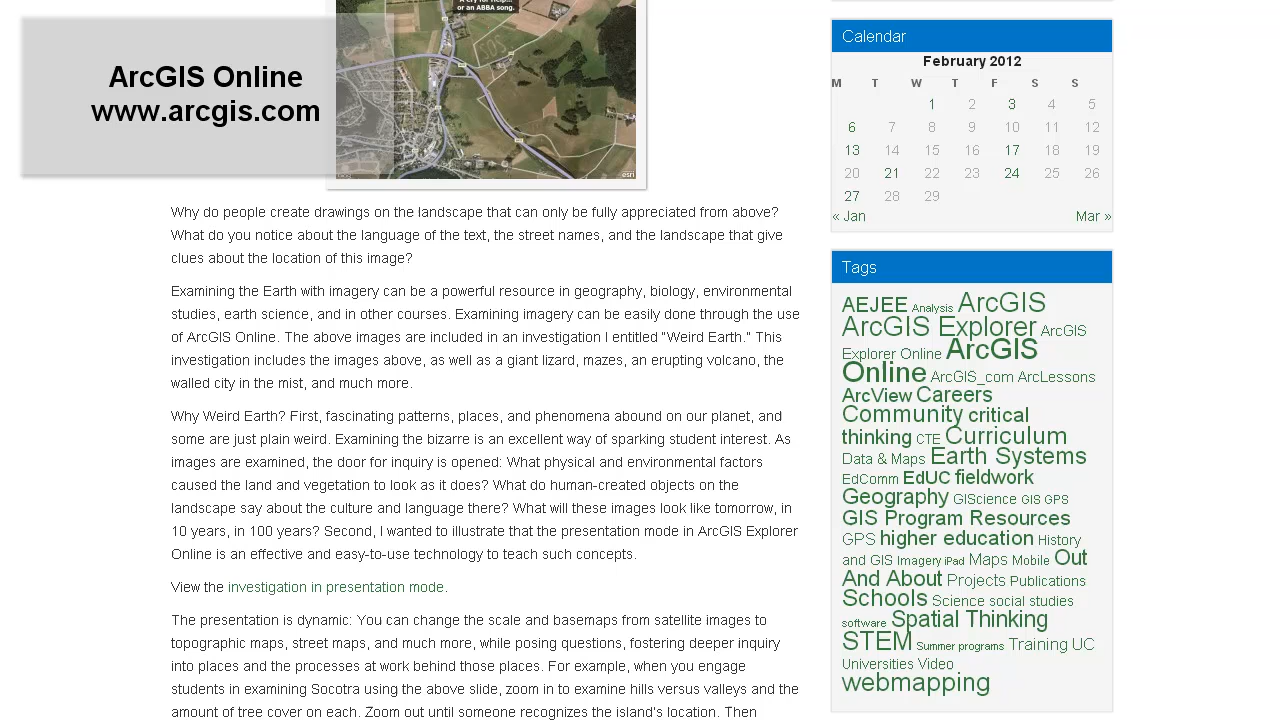 A Cry for Help...
or an ABBA song.
SOS
esri
ArcGIS Online
www.arcgis.com
Why do people create drawings on the landscape that can only be fully appreciated from above?
What do you notice about the language of the text, the street names, and the landscape that give
clues about the location of this image?
Examining the Earth with imagery can be a powerful resource in geography, biology, environmental
studies, earth science, and in other courses. Examining imagery can be easily done through the use
of ArcGIS Online. The above images are included in an investigation I entitled "Weird Earth." This
investigation includes the images above, as well as a giant lizard, mazes, an erupting volcano, the
walled city in the mist, and much more.
Why Weird Earth? First, fascinating patterns, places, and phenomena abound on our planet, and
some are just plain weird. Examining the bizarre is an excellent way of sparking student interest. As
images are examined, the door for inquiry is opened: What physical and environmental factors
caused the land and vegetation to look as it does? What do human-created objects on the
landscape say about the culture and language there? What will these images look like tomorrow, in
10 years, in 100 years? Second, I wanted to illustrate that the presentation mode in ArcGIS Explorer
Online is an effective and easy-to-use technology to teach such concepts.
View the investigation in presentation mode.
The presentation is dynamic: You can change the scale and basemaps from satellite images to
topographic maps, street maps, and much more, while posing questions, fostering deeper inquiry
into places and the processes at work behind those places. For example, when you engage
students in examining Socotra using the above slide, zoom in to examine hills versus valleys and the
amount of tree cover on each. Zoom out until someone recognizes the island's location. Then
Calendar
February 2012
M T W T F S S
1 2 3 4 5
6 7 8 9 10 11 12
13 14 15 16 17 18 19
20 21 22 23 24 25 26
27 28 29
« Jan Mar »
Tags
AEJEE Analysis ArcGIS
ArcGIS Explorer ArcGIS
Explorer Online ArcGIS
Online ArcGIS_com ArcLessons
ArcView Careers
Community critical
thinking CTE Curriculum
Data & Maps Earth Systems
EdComm EdUC fieldwork
Geography GIScience GIS GPS
GIS Program Resources
GPS higher education History
and GIS Imagery iPad Maps Mobile Out
And About Projects Publications
Schools Science social studies
software Spatial Thinking
STEM Summer programs Training UC
Universities Video
webmapping